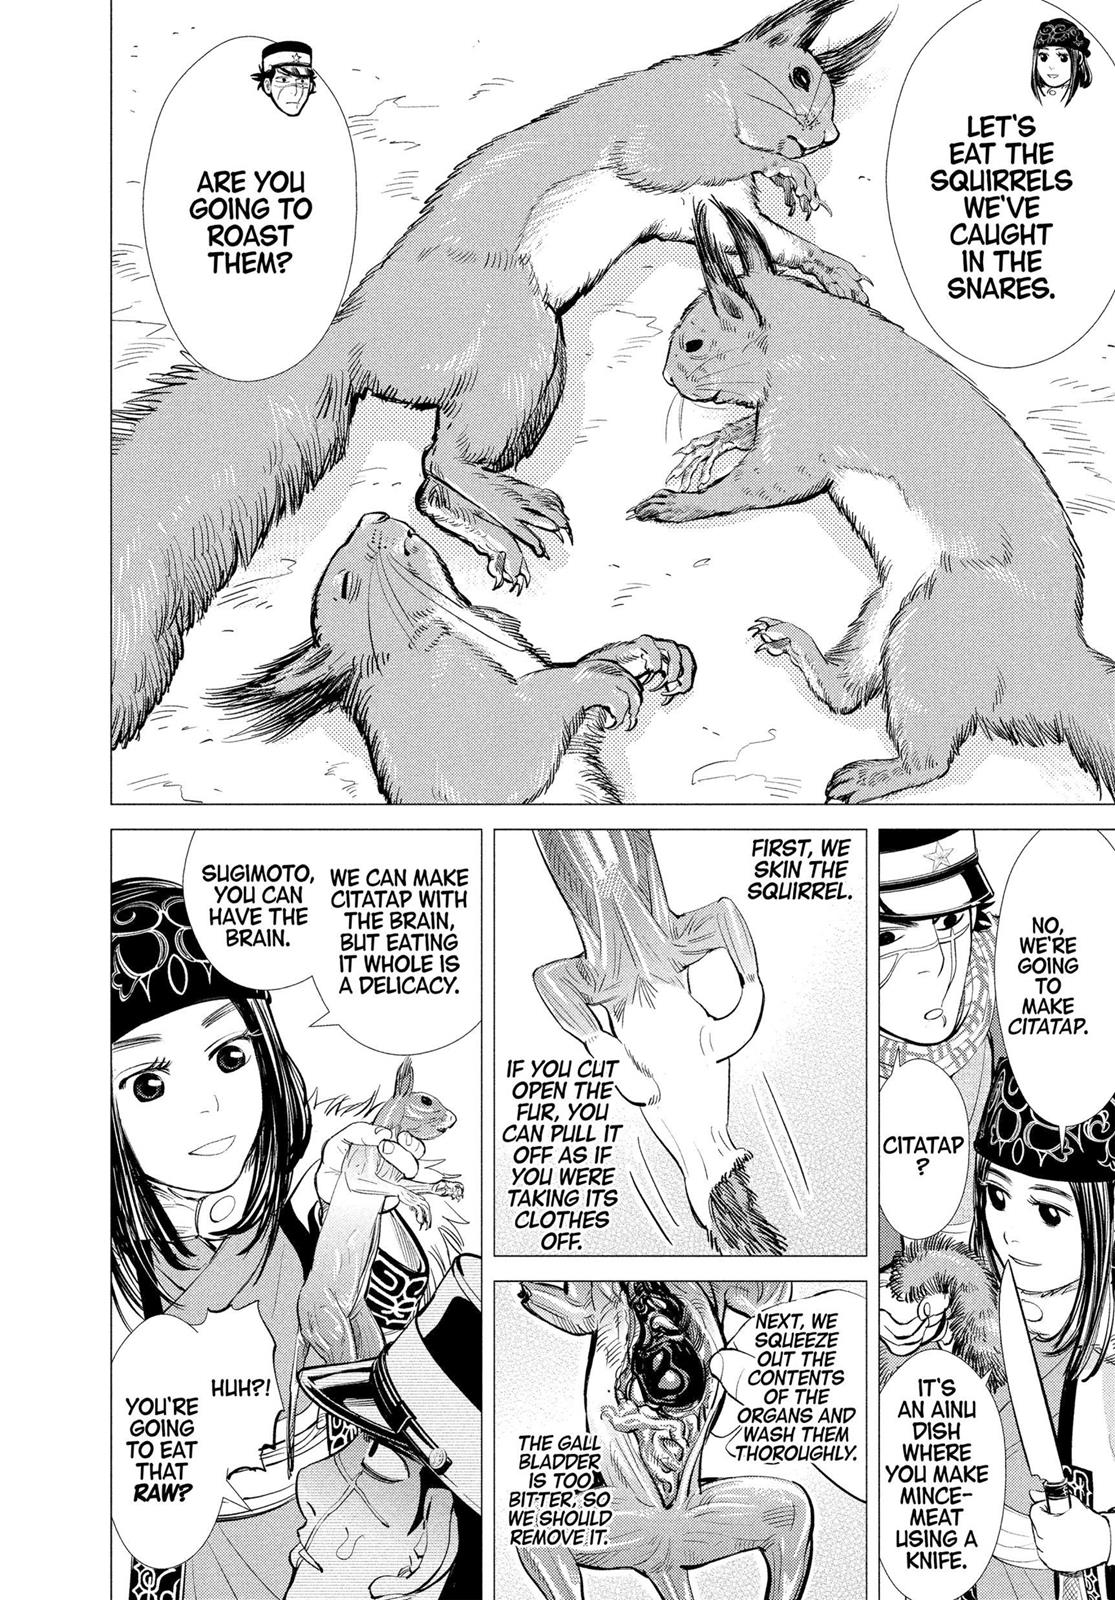 LET'S
EAT THE
SQUIRRELS
WE'VE
CAUGHT
IN THE
SNARES.
ARE YOU
GOING TO
ROAST
THEM?
NO,
WE'RE
GOING
TO
MAKE
CITATAP.
CITATAP
?
IT'S
AN AINU
DISH
WHERE
YOU MAKE
MINCE-
MEAT
USING A
KNIFE.
FIRST, WE
SKIN THE
SQUIRREL.
IF YOU CUT
OPEN THE
FUR, YOU
CAN PULL IT
OFF AS IF
YOU WERE
TAKING ITS
CLOTHES
OFF.
NEXT, WE
SQUEEZE
OUT THE
CONTENTS
OF THE
ORGANS AND
WASH THEM
THOROUGHLY.
THE GALL
BLADDER
IS TOO
BITTER, SO
WE SHOULD
REMOVE IT.
WE CAN MAKE
CITATAP WITH
THE BRAIN,
BUT EATING
IT WHOLE IS
A DELICACY.
SUGIMOTO,
YOU CAN
HAVE THE
BRAIN.
HUH?!
YOU'RE
GOING
TO EAT
THAT
RAW?